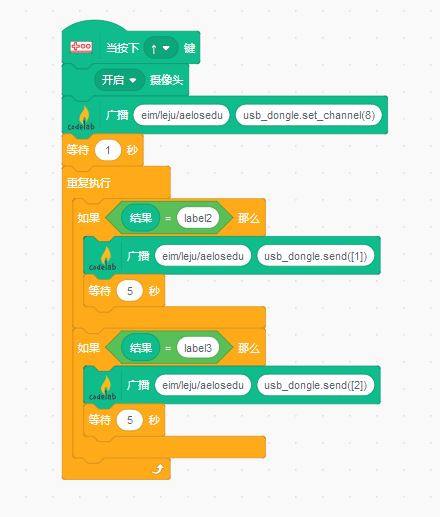 当按下 ↑ 键
开启 摄像头
codelab 广播 eim/leju/aelosedu usb_dongle.set_channel(8)
等待 1 秒
重复执行
如果 结果 = label2 那么
codelab 广播 eim/leju/aelosedu usb_dongle.send([1])
等待 5 秒
如果 结果 = label3 那么
codelab 广播 eim/leju/aelosedu usb_dongle.send([2])
等待 5 秒